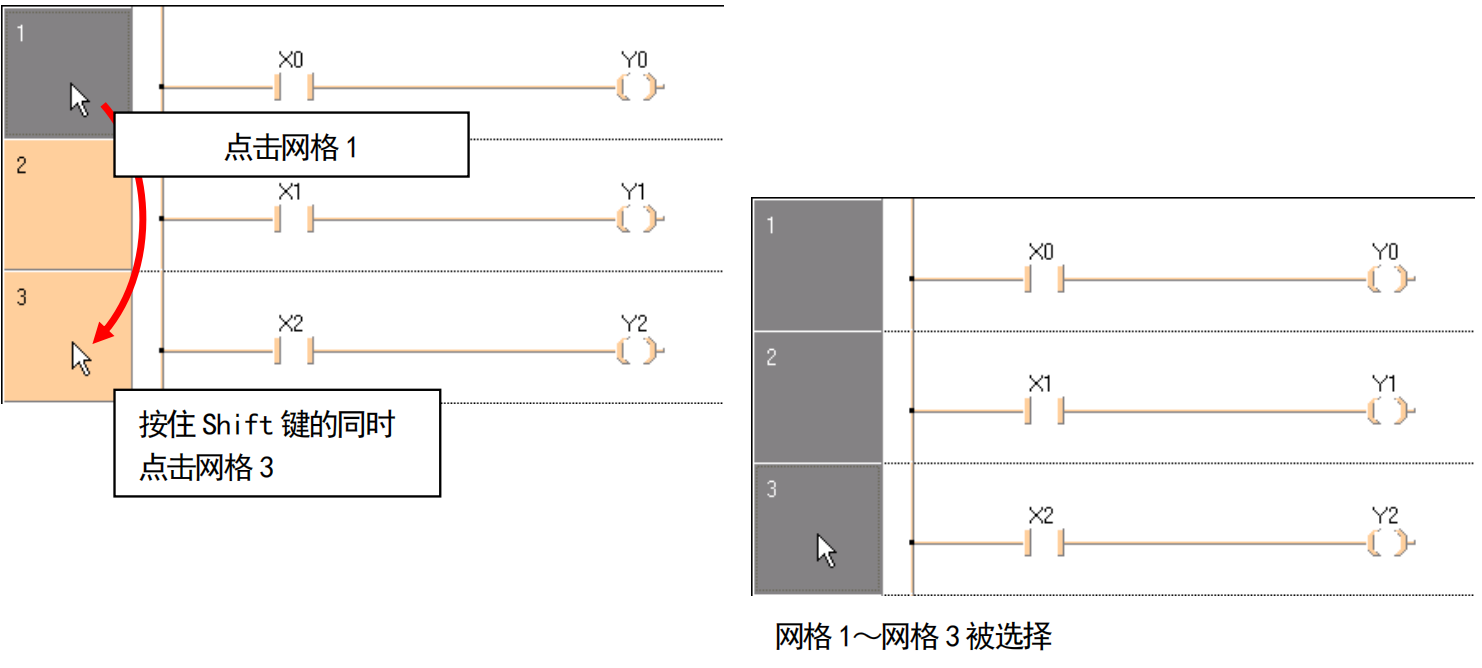 1
X0 Y0
点击网格 1
2
X1 Y1
3
X2 Y2
按住 Shift 键的同时
点击网格 3
1
X0 Y0
2
X1 Y1
3
X2 Y2
网格 1～网格 3 被选择